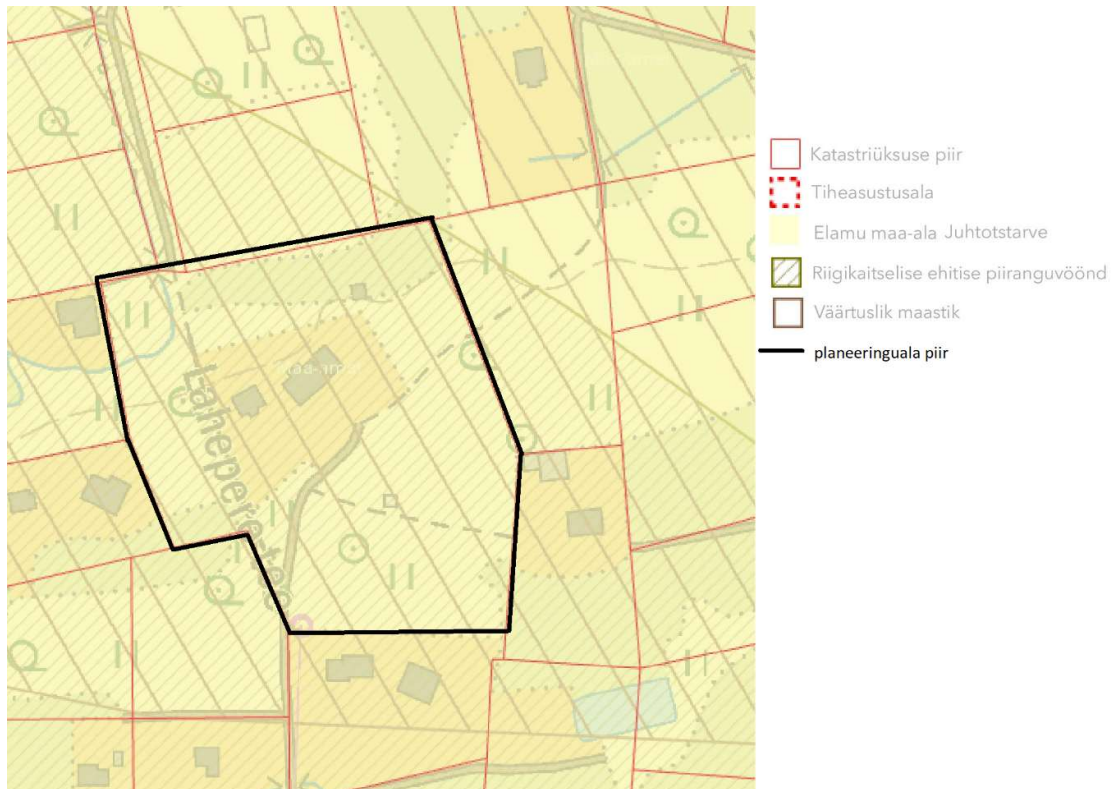 Katastriüksuse piir
Tiheasustusala
Elamu maa-ala Juhtotstarve
Riigikaitselise ehitise piiranguvöönd
Väärtuslik maastik
planeeringuala piir